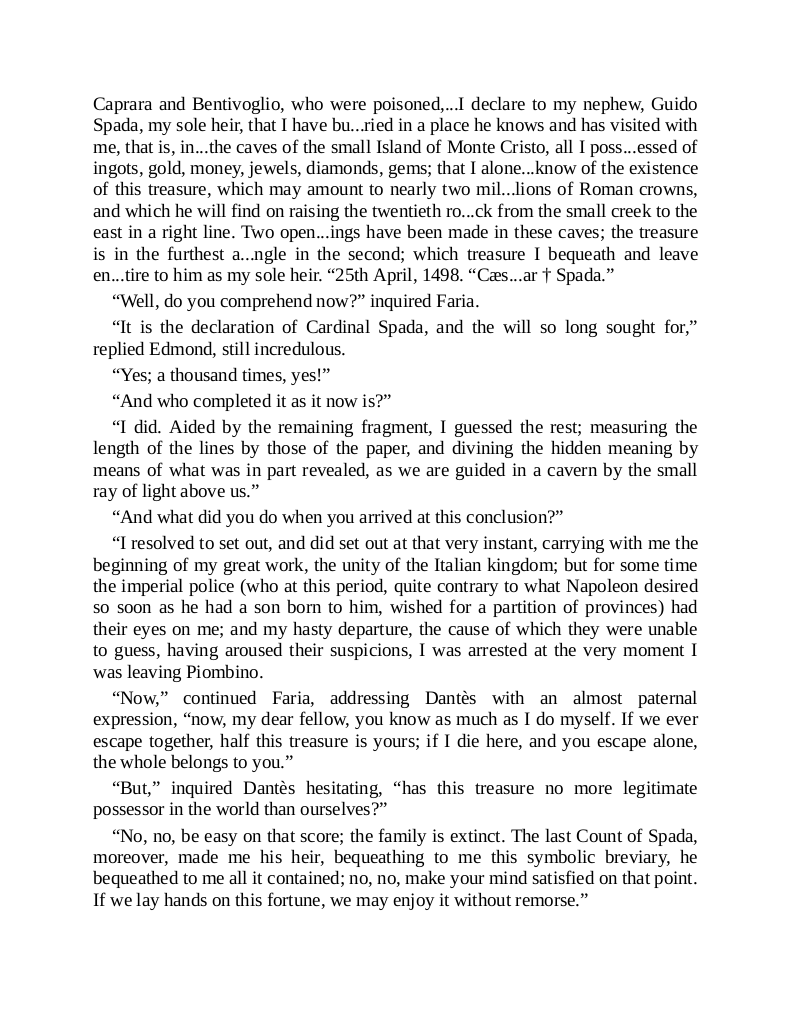 Caprara and Bentivoglio, who were poisoned,...I declare to my nephew, Guido
Spada, my sole heir, that I have bu...ried in a place he knows and has visited with
me, that is, in...the caves of the small Island of Monte Cristo, all I poss...essed of
ingots, gold, money, jewels, diamonds, gems; that I alone...know of the existence
of this treasure, which may amount to nearly two mil...lions of Roman crowns,
and which he will find on raising the twentieth ro...ck from the small creek to the
east in a right line. Two open...ings have been made in these caves; the treasure
is in the furthest a...ngle in the second; which treasure I bequeath and leave
en...tire to him as my sole heir. “25th April, 1498. “Cæs...ar † Spada.”
“Well, do you comprehend now?” inquired Faria.
“It is the declaration of Cardinal Spada, and the will so long sought for,”
replied Edmond, still incredulous.
“Yes; a thousand times, yes!”
“And who completed it as it now is?”
“I did. Aided by the remaining fragment, I guessed the rest; measuring the
length of the lines by those of the paper, and divining the hidden meaning by
means of what was in part revealed, as we are guided in a cavern by the small
ray of light above us.”
“And what did you do when you arrived at this conclusion?”
“I resolved to set out, and did set out at that very instant, carrying with me the
beginning of my great work, the unity of the Italian kingdom; but for some time
the imperial police (who at this period, quite contrary to what Napoleon desired
so soon as he had a son born to him, wished for a partition of provinces) had
their eyes on me; and my hasty departure, the cause of which they were unable
to guess, having aroused their suspicions, I was arrested at the very moment I
was leaving Piombino.
“Now,” continued Faria, addressing Dantès with an almost paternal
expression, “now, my dear fellow, you know as much as I do myself. If we ever
escape together, half this treasure is yours; if I die here, and you escape alone,
the whole belongs to you.”
“But,” inquired Dantès hesitating, “has this treasure no more legitimate
possessor in the world than ourselves?”
“No, no, be easy on that score; the family is extinct. The last Count of Spada,
moreover, made me his heir, bequeathing to me this symbolic breviary, he
bequeathed to me all it contained; no, no, make your mind satisfied on that point.
If we lay hands on this fortune, we may enjoy it without remorse.”